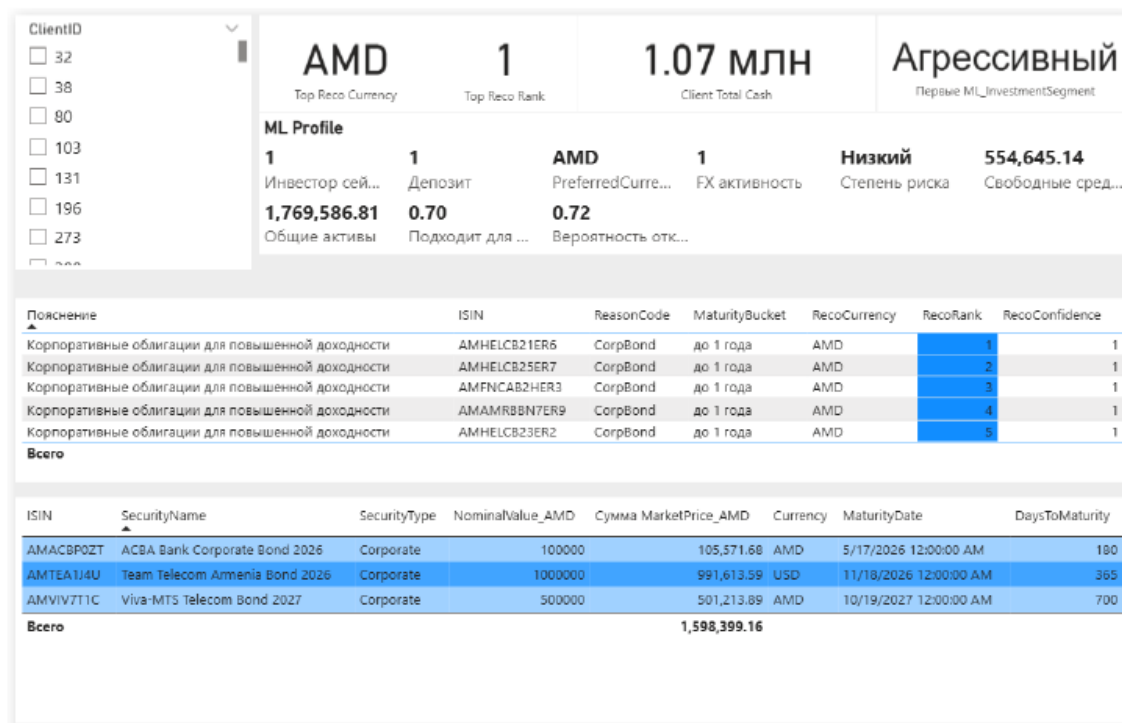 ClientID
32
38
80
103
131
196
273
AMD
Top Reco Currency
1
Top Reco Rank
1.07 млн
Client Total Cash
Агрессивный
Первые ML_InvestmentSegment
ML Profile
1 1 AMD 1 Низкий 554,645.14
Инвестор сей... Депозит PreferredCurre... FX активность Степень риска Свободные сред...
1,769,586.81 0.70 0.72
Общие активы Подходит для ... Вероятность отк...
Пояснение ISIN ReasonCode MaturityBucket RecoCurrency RecoRank RecoConfidence
Корпоративные облигации для повышенной доходности AMHELCB21ER6 CorpBond до 1 года AMD 1 1
Корпоративные облигации для повышенной доходности AMHELCB25ER7 CorpBond до 1 года AMD 2 1
Корпоративные облигации для повышенной доходности AMFNCAB2HER3 CorpBond до 1 года AMD 3 1
Корпоративные облигации для повышенной доходности AMAMRBBN7ER9 CorpBond до 1 года AMD 4 1
Корпоративные облигации для повышенной доходности AMHELCB23ER2 CorpBond до 1 года AMD 5 1
Всего
ISIN SecurityName SecurityType NominalValue_AMD Сумма MarketPrice_AMD Currency MaturityDate DaysToMaturity
AMACBP0ZT ACBA Bank Corporate Bond 2026 Corporate 100000 105,571.68 AMD 5/17/2026 12:00:00 AM 180
AMTEA1J4U Team Telecom Armenia Bond 2026 Corporate 1000000 991,613.59 USD 11/18/2026 12:00:00 AM 365
AMVIV7T1C Viva-MTS Telecom Bond 2027 Corporate 500000 501,213.89 AMD 10/19/2027 12:00:00 AM 700
Всего 1,598,399.16